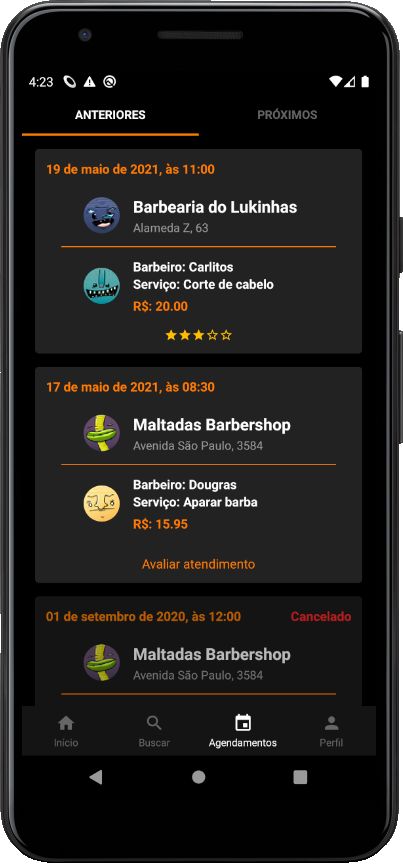 4:23
ANTERIORES PRÓXIMOS
19 de maio de 2021, às 11:00
Barbearia do Lukinhas
Alameda Z, 63
Barbeiro: Carlitos
Serviço: Corte de cabelo
R$: 20.00
17 de maio de 2021, às 08:30
Maltadas Barbershop
Avenida São Paulo, 3584
Barbeiro: Dougras
Serviço: Aparar barba
R$: 15.95
Avaliar atendimento
01 de setembro de 2020, às 12:00 Cancelado
Maltadas Barbershop
Avenida São Paulo, 3584
Início Buscar Agendamentos Perfil